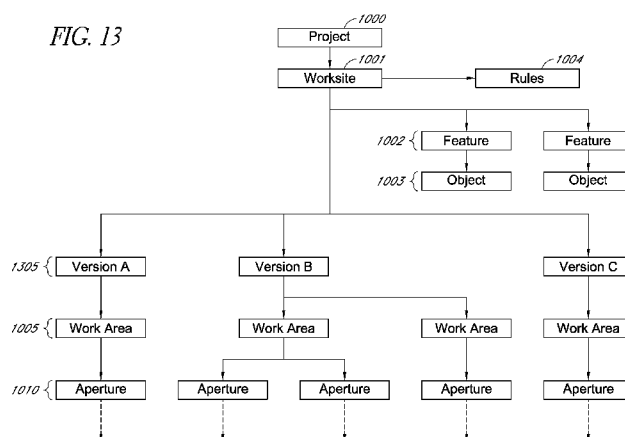 FIG. 13
1000
Project
1001
Worksite
1004
Rules
1002
Feature
Feature
1003
Object
Object
1305
Version A
Version B
Version C
1005
Work Area
Work Area
Work Area
Work Area
1010
Aperture
Aperture
Aperture
Aperture
Aperture